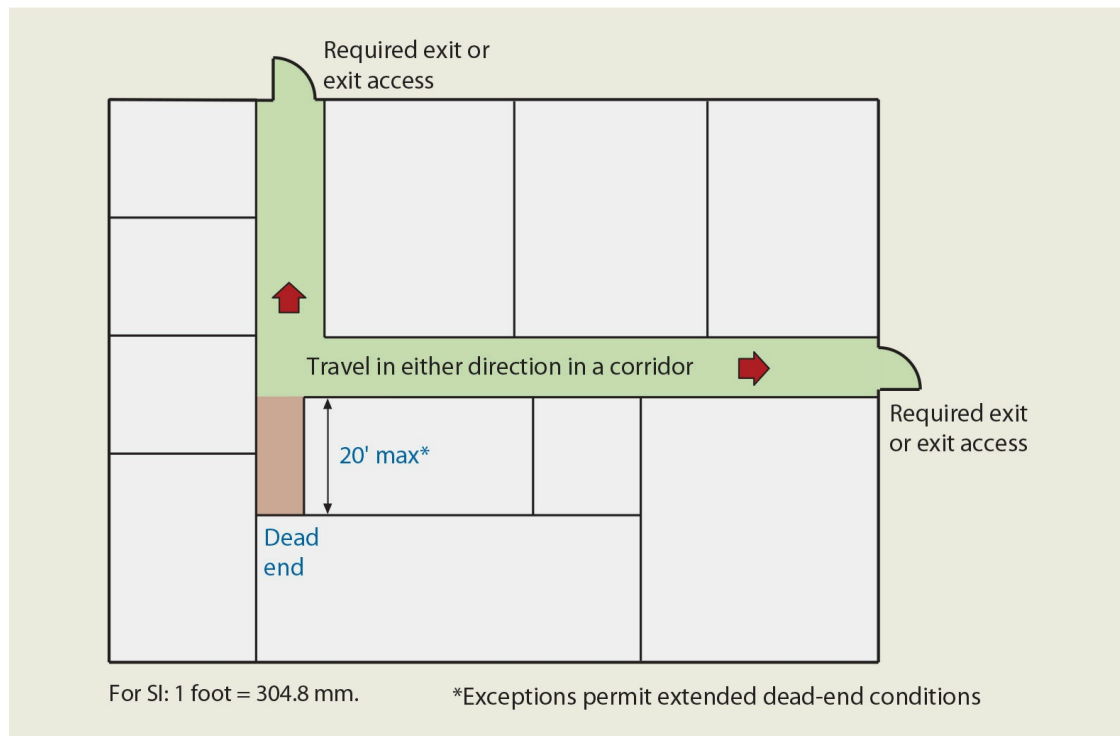 Required exit or
exit access
Travel in either direction in a corridor
Required exit
or exit access
20' max*
Dead
end
For SI: 1 foot = 304.8 mm.
*Exceptions permit extended dead-end conditions